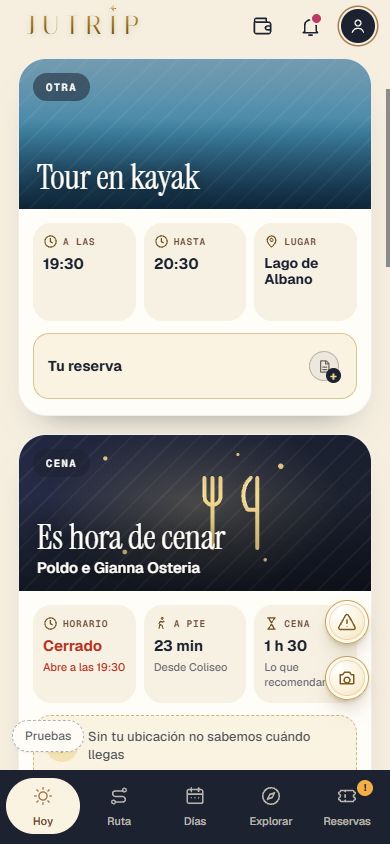 JUTRIP
OTRA
Tour en kayak
A LAS
19:30
HASTA
20:30
LUGAR
Lago de
Albano
Tu reserva
CENA
Es hora de cenar
Poldo e Gianna Osteria
HORARIO
Cerrado
Abre a las 19:30
A PIE
23 min
Desde Coliseo
CENA
1 h 30
Lo que
recomendar
Pruebas
Sin tu ubicación no sabemos cuándo
llegas
Hoy
Ruta
Días
Explorar
Reservas
!